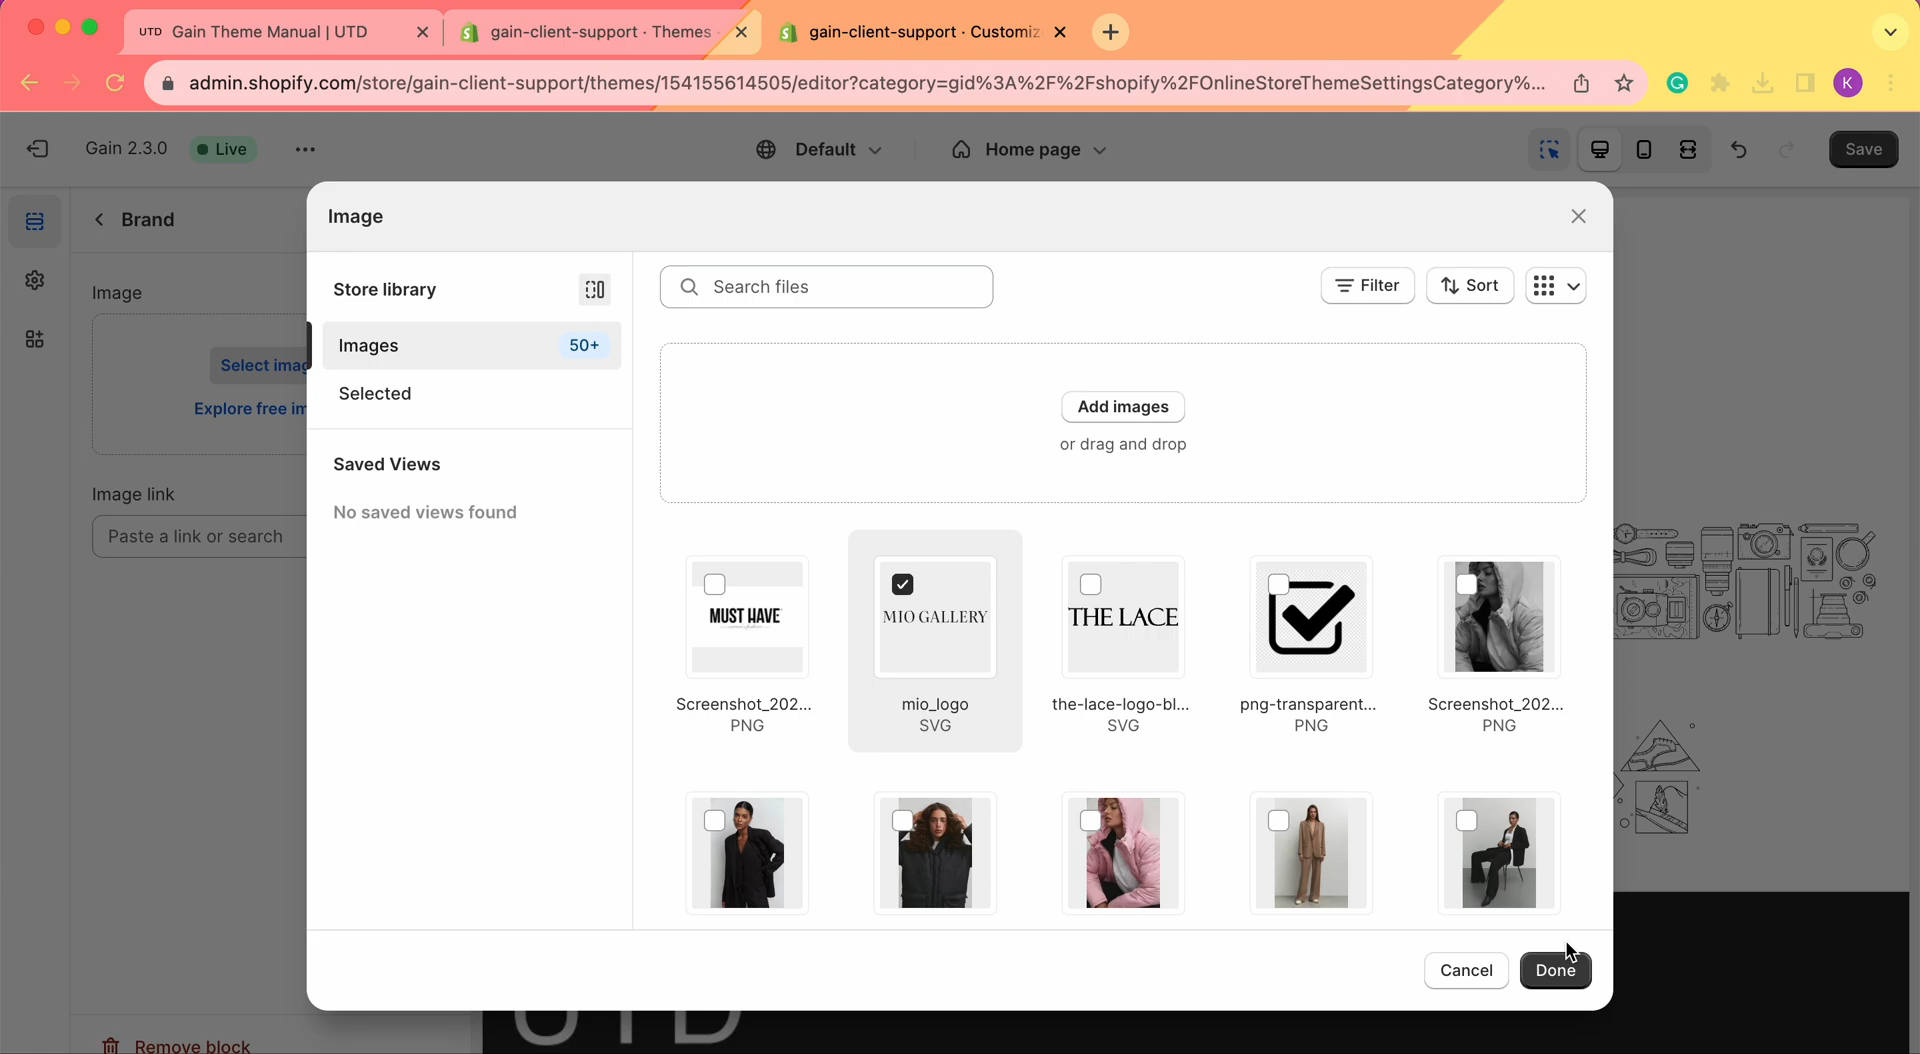 UTD Gain Theme Manual | UTD
gain-client-support · Themes ·
gain-client-support · Customiz
admin.shopify.com/store/gain-client-support/themes/154155614505/editor?category=gid%3A%2F%2Fshopify%2FOnlineStoreThemeSettingsCategory%...
K
Gain 2.3.0
Live
Default
Home page
Save
Brand
Image
Select imag
Explore free im
Image link
Paste a link or search
Remove block
Image
Store library
Images 50+
Selected
Saved Views
No saved views found
Search files
Filter
Sort
Add images
or drag and drop
MUST HAVE
MIO GALLERY
THE LACE
Screenshot_202...
PNG
mio_logo
SVG
the-lace-logo-bl...
SVG
png-transparent...
PNG
Screenshot_202...
PNG
Cancel
Done
UTD